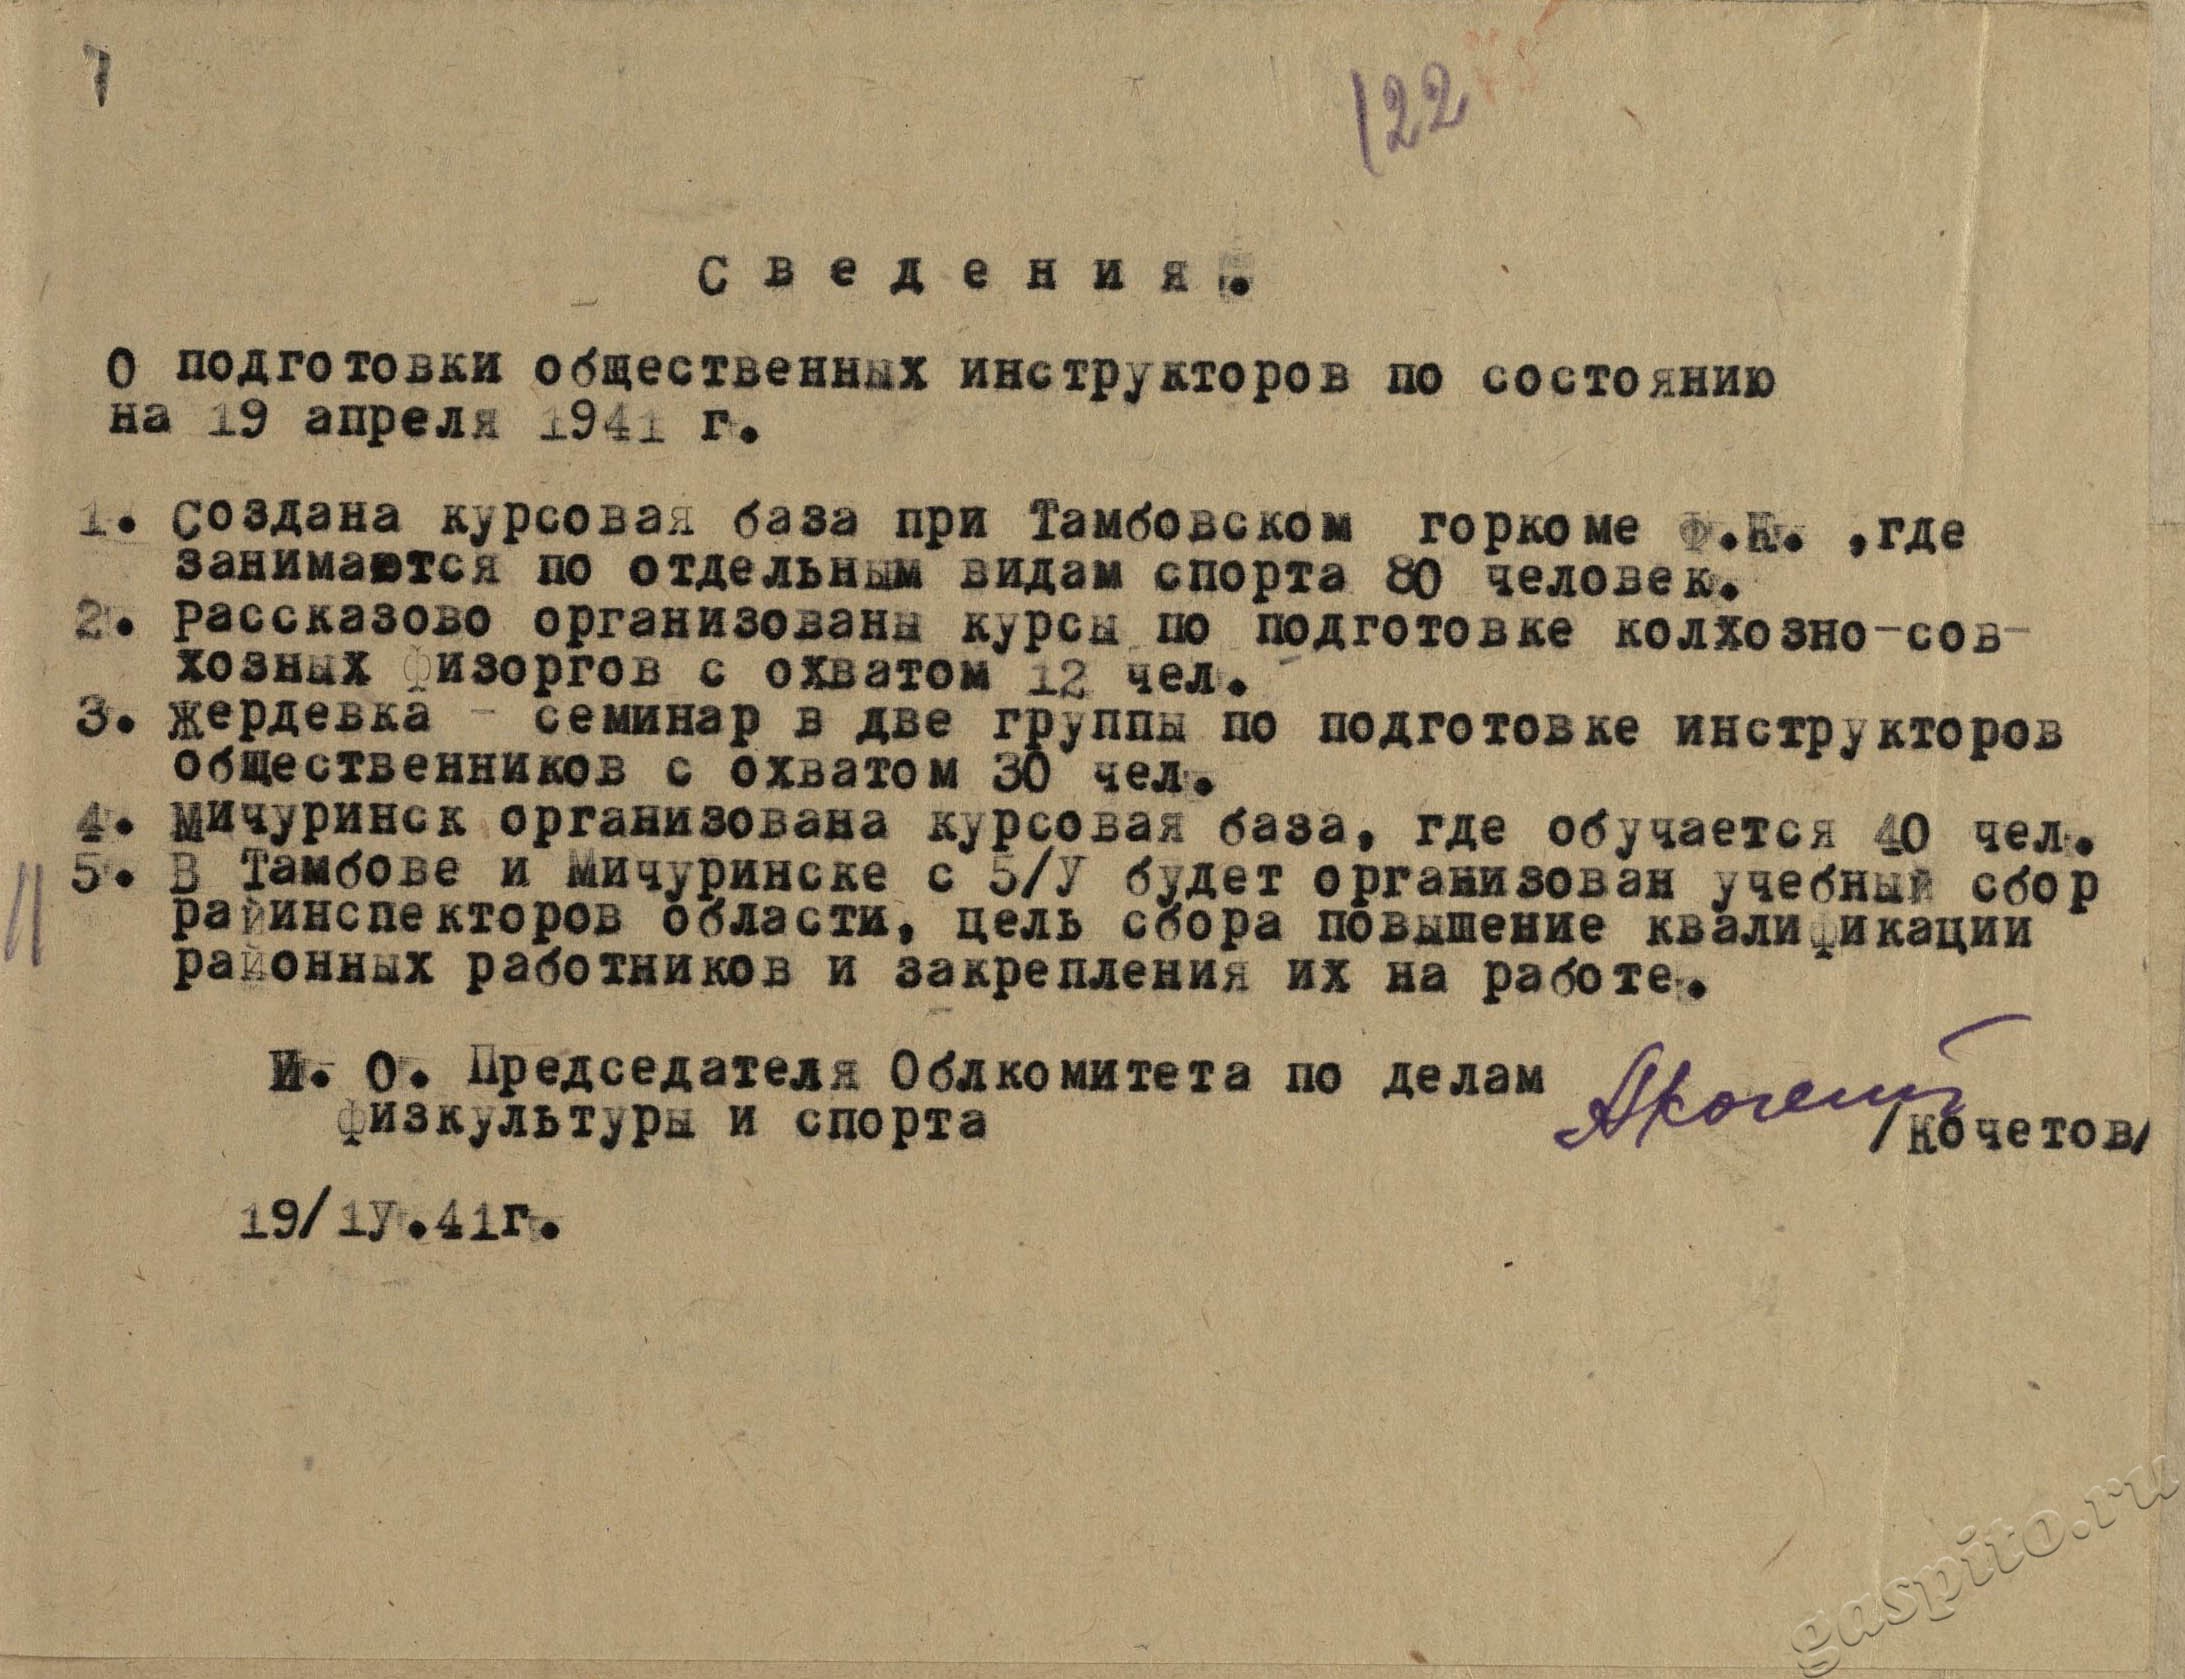 122
Сведения.
О подготовки общественных инструкторов по состоянию
на 19 апреля 1941 г.
1. Создана курсовая база при Тамбовском горкоме Ф.К. ,где
занимаются по отдельным видам спорта 80 человек.
2. Рассказово организованы курсы по подготовке колхозно-сов-
хозных физоргов с охватом 12 чел.
3. Жердевка - семинар в две группы по подготовке инструкторов
общественников с охватом 30 чел.
4. Мичуринск организована курсовая база, где обучается 40 чел.
5. В Тамбове и Мичуринске с 5/У будет организован учебный сбор
райинспекторов области, цель сбора повышение квалификации
районных работников и закрепления их на работе.
И. О. Председателя Облкомитета по делам
физкультуры и спорта
/Кочетов/
19/1У.41г.
gaspito.ru